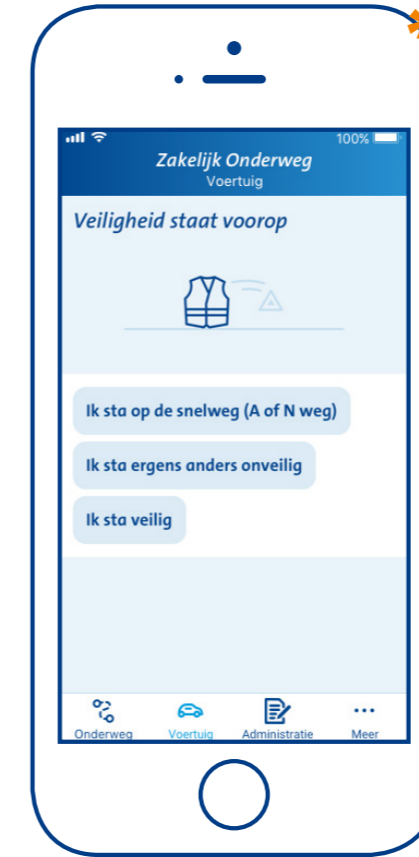 100%
Zakelijk Onderweg
Voertuig
Veiligheid staat voorop
Ik sta op de snelweg (A of N weg)
Ik sta ergens anders onveilig
Ik sta veilig
Onderweg Voertuig Administratie Meer